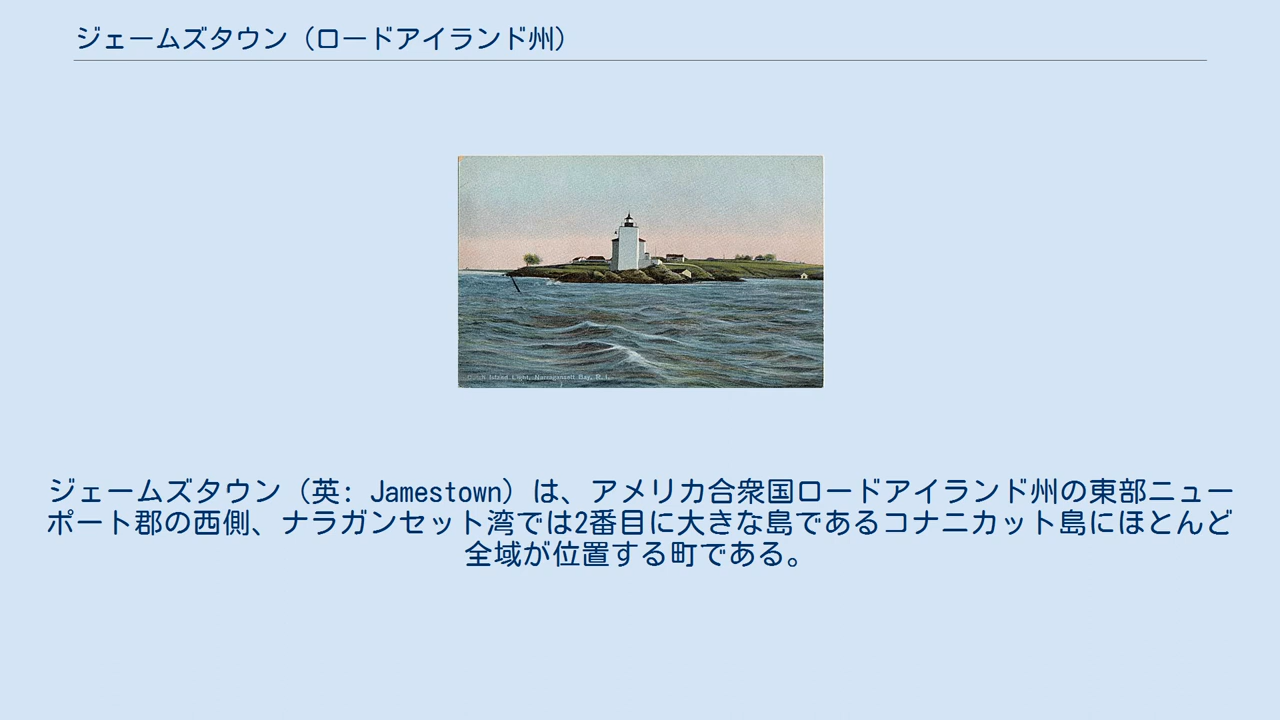 ジェームズタウン（ロードアイランド州）
Island Light, Narragansett Bay, R. I.
ジェームズタウン（英: Jamestown）は、アメリカ合衆国ロードアイランド州の東部ニュー
ポート郡の西側、ナラガンセット湾では2番目に大きな島であるコナニカット島にほとんど
全域が位置する町である。